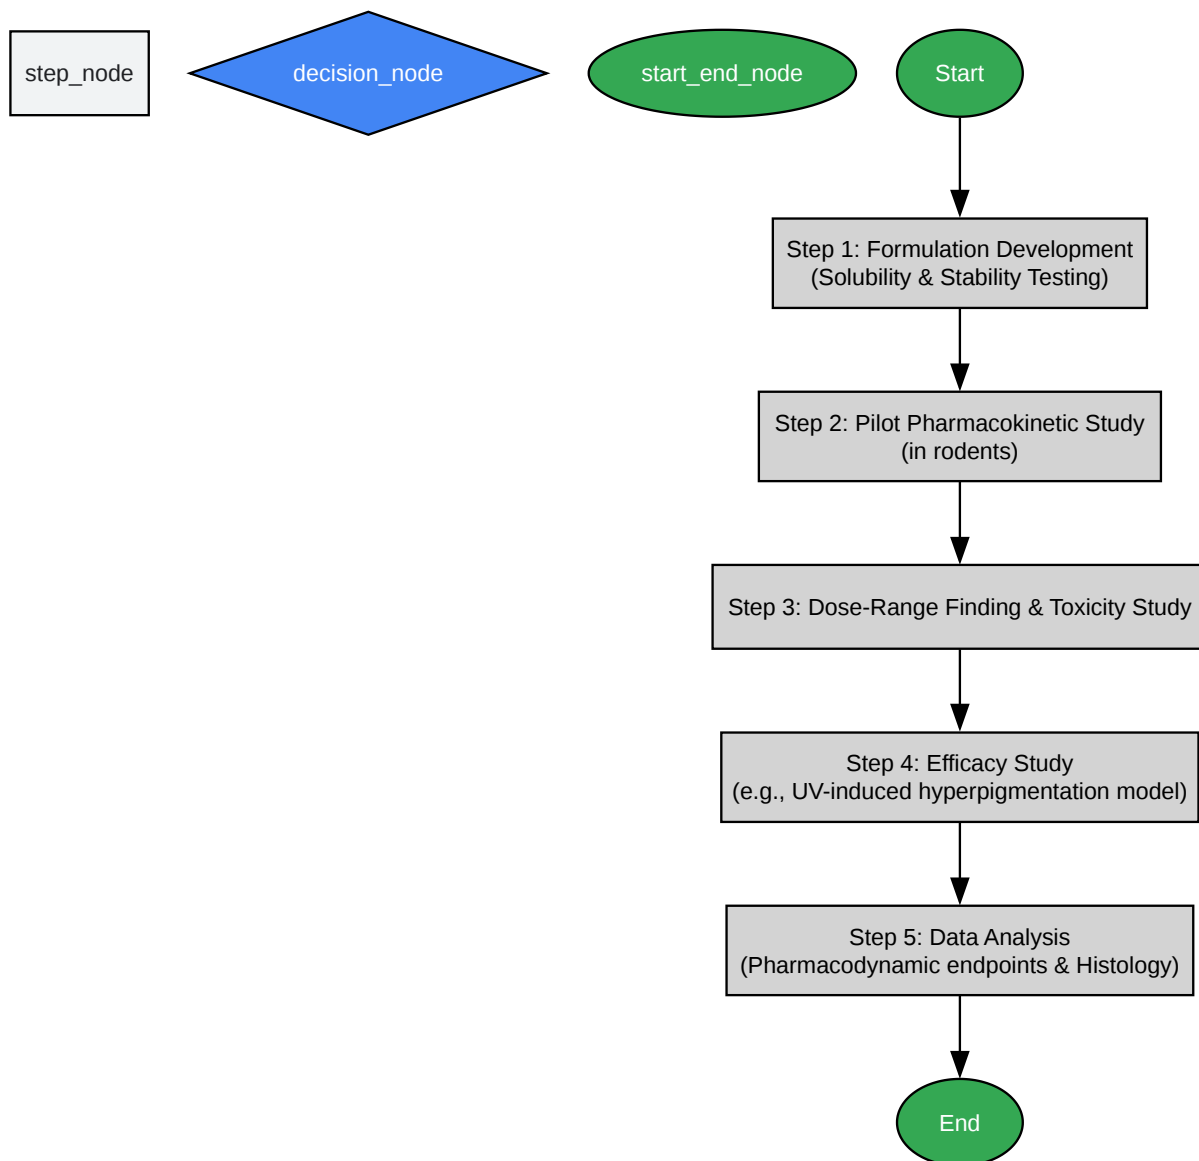 step_node
decision_node
start_end_node
Start
Step 1: Formulation Development
(Solubility & Stability Testing)
Step 2: Pilot Pharmacokinetic Study
(in rodents)
Step 3: Dose-Range Finding & Toxicity Study
Step 4: Efficacy Study
(e.g., UV-induced hyperpigmentation model)
Step 5: Data Analysis
(Pharmacodynamic endpoints & Histology)
End